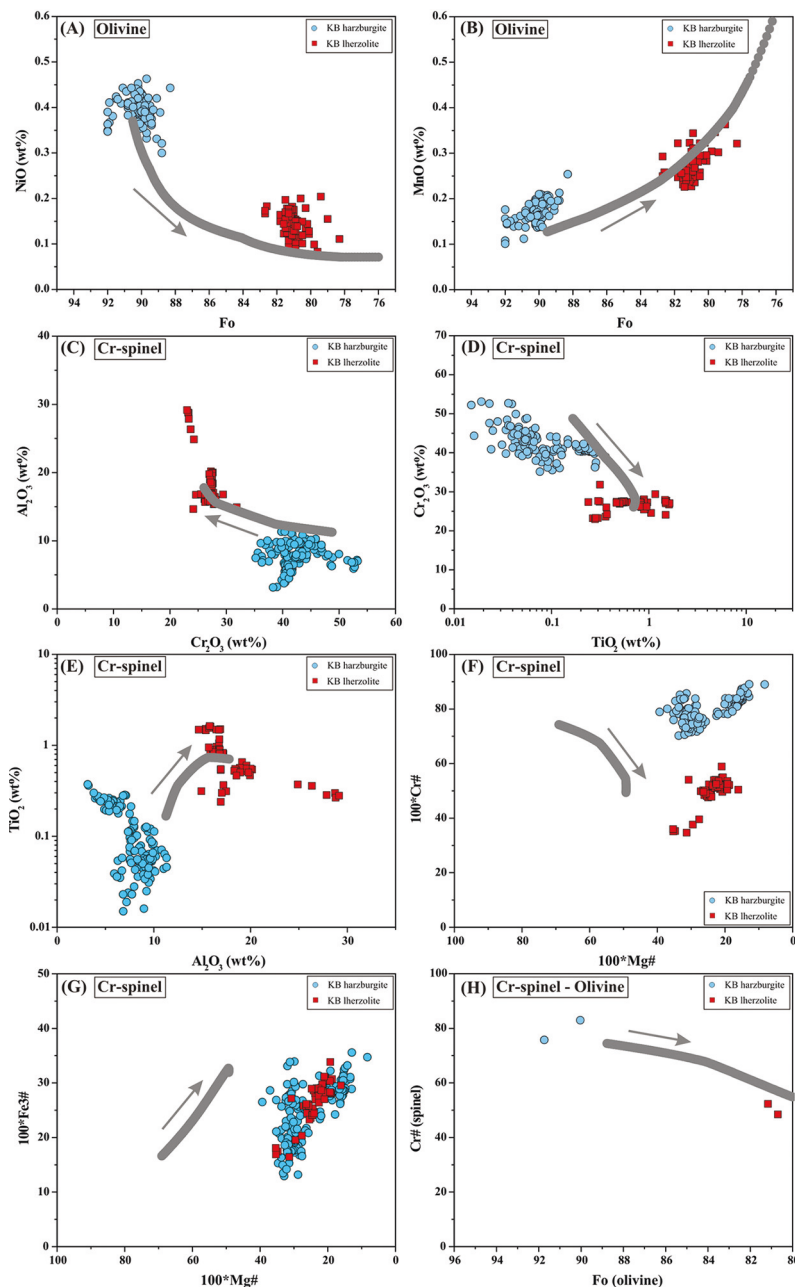 (A) Olivine
KB harzburgite
KB lherzolite
0.6
0.5
0.4
0.3
0.2
0.1
0.0
NiO (wt%)
94 92 90 88 86 84 82 80 78 76
Fo
(B) Olivine
KB harzburgite
KB lherzolite
0.6
0.5
0.4
0.3
0.2
0.1
0.0
MnO (wt%)
94 92 90 88 86 84 82 80 78 76
Fo
(C) Cr-spinel
KB harzburgite
KB lherzolite
40
30
20
10
0
Al2O3 (wt%)
0 10 20 30 40 50 60
Cr2O3 (wt%)
(D) Cr-spinel
KB harzburgite
KB lherzolite
70
60
50
40
30
20
10
0
Cr2O3 (wt%)
0.01 0.1 1 10
TiO2 (wt%)
(E) Cr-spinel
KB harzburgite
KB lherzolite
10
1
0.1
0.01
TiO2 (wt%)
0 10 20 30
Al2O3 (wt%)
(F) Cr-spinel
100
80
60
40
20
0
100*Cr#
KB harzburgite
KB lherzolite
100 80 60 40 20 0
100*Mg#
(G) Cr-spinel
KB harzburgite
KB lherzolite
50
40
30
20
10
0
100*Fe3#
100 80 60 40 20 0
100*Mg#
(H) Cr-spinel - Olivine
KB harzburgite
KB lherzolite
100
80
60
40
20
0
Cr# (spinel)
96 94 92 90 88 86 84 82 80
Fo (olivine)